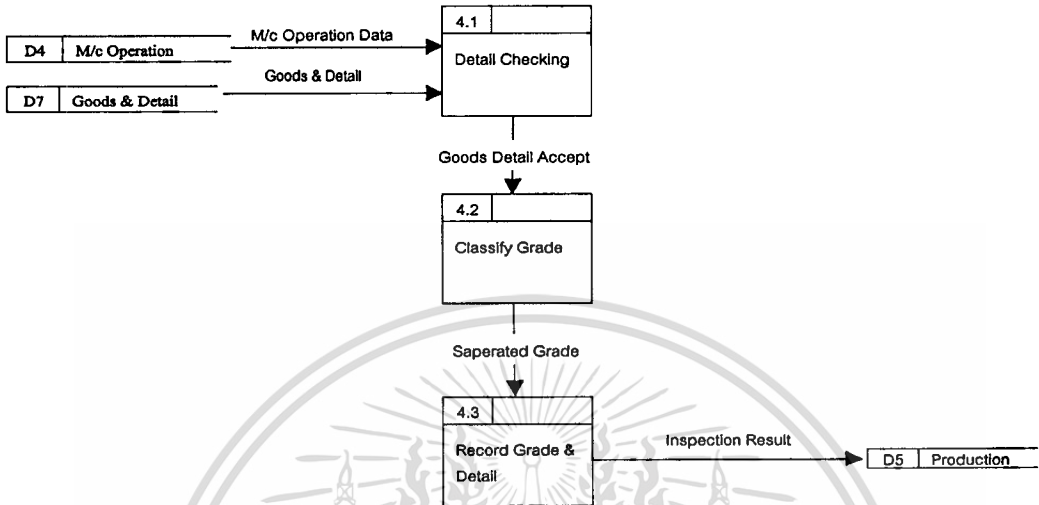 4.1
M/c Operation Data
D4 M/c Operation
Detail Checking
Goods & Detail
D7 Goods & Detail
Goods Detail Accept
4.2
Classify Grade
Saperated Grade
4.3
Record Grade &
Detail
Inspection Result
D5 Production